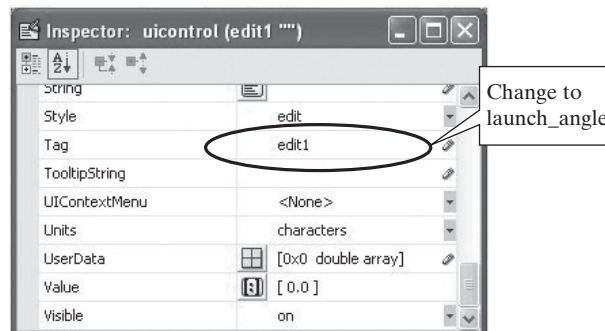 Inspector: uicontrol (edit1 "")
String
Style edit
Tag edit1
TooltipString
UIContextMenu <None>
Units characters
UserData [0x0 double array]
Value [ 0.0 ]
Visible on
Change to
launch_angle